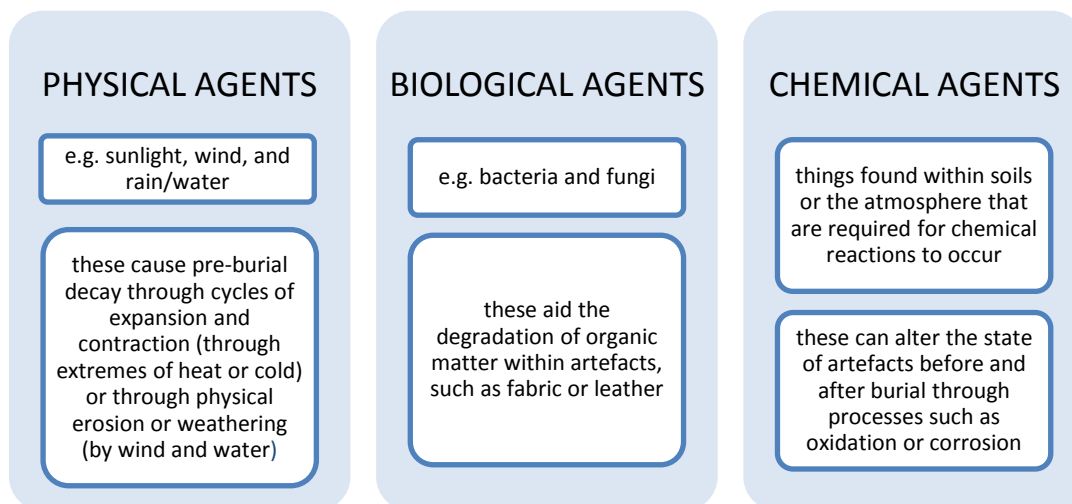 PHYSICAL AGENTS
e.g. sunlight, wind, and
rain/water
these cause pre-burial
decay through cycles of
expansion and
contraction (through
extremes of heat or cold)
or through physical
erosion or weathering
(by wind and water)
BIOLOGICAL AGENTS
e.g. bacteria and fungi
these aid the
degradation of organic
matter within artefacts,
such as fabric or leather
CHEMICAL AGENTS
things found within soils
or the atmosphere that
are required for chemical
reactions to occur
these can alter the state
of artefacts before and
after burial through
processes such as
oxidation or corrosion